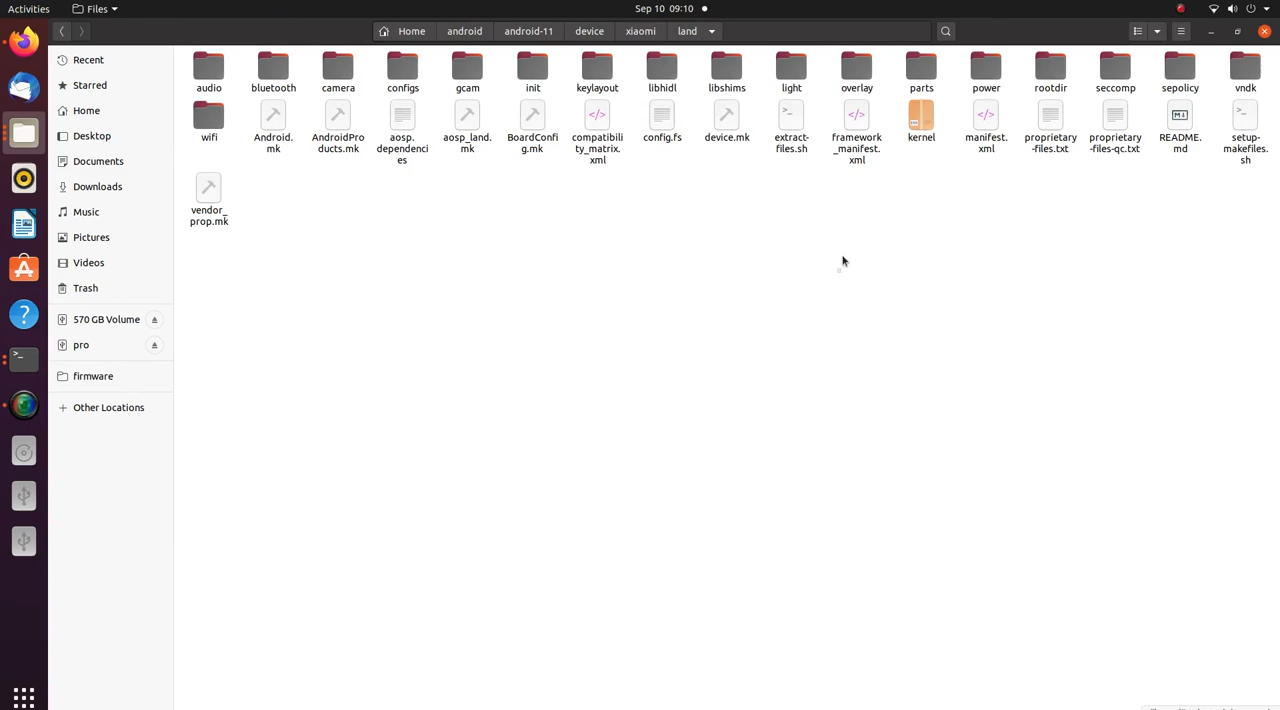 Activities
Files
Sep 10 09:10
Home
android
android-11
device
xiaomi
land
Recent
Starred
Home
Desktop
Documents
Downloads
Music
Pictures
Videos
Trash
570 GB Volume
pro
firmware
Other Locations
audio
bluetooth
camera
configs
gcam
init
keylayout
libhidl
libshims
light
overlay
parts
power
rootdir
seccomp
sepolicy
vndk
wifi
Android.
mk
AndroidPro
ducts.mk
aosp.
dependenci
es
aosp_land.
mk
BoardConfi
g.mk
compatibili
ty_matrix.
xml
config.fs
device.mk
extract-
files.sh
framework
_manifest.
xml
kernel
manifest.
xml
proprietary
-files.txt
proprietary
-files-qc.txt
README.
md
setup-
makefiles.
sh
vendor_
prop.mk